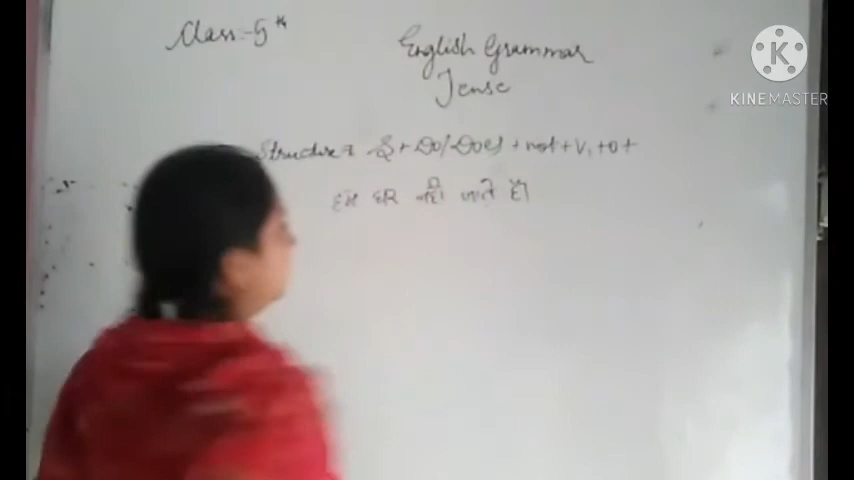 Class-5th
English Grammar
Tense
Structure = S + Do/Does + not + V1 + O +
हम घर नही जाते हैं।
KINEMASTER